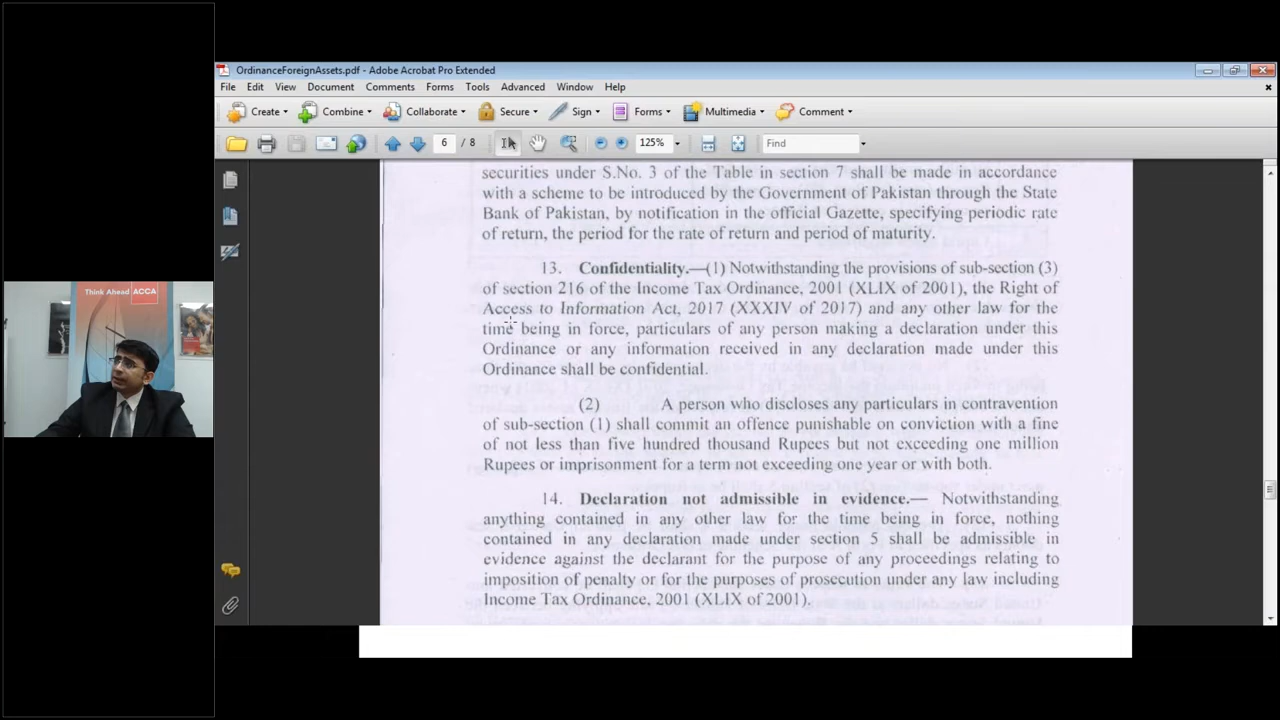 OrdinanceForeignAssets.pdf - Adobe Acrobat Pro Extended
File Edit View Document Comments Forms Tools Advanced Window Help
Create Combine Collaborate Secure Sign Forms Multimedia Comment
6 / 8 125% Find
securities under S.No. 3 of the Table in section 7 shall be made in accordance
with a scheme to be introduced by the Government of Pakistan through the State
Bank of Pakistan, by notification in the official Gazette, specifying periodic rate
of return, the period for the rate of return and period of maturity.
13. Confidentiality.—(1) Notwithstanding the provisions of sub-section (3)
of section 216 of the Income Tax Ordinance, 2001 (XLIX of 2001), the Right of
Access to Information Act, 2017 (XXXIV of 2017) and any other law for the
time being in force, particulars of any person making a declaration under this
Ordinance or any information received in any declaration made under this
Ordinance shall be confidential.
(2) A person who discloses any particulars in contravention
of sub-section (1) shall commit an offence punishable on conviction with a fine
of not less than five hundred thousand Rupees but not exceeding one million
Rupees or imprisonment for a term not exceeding one year or with both.
14. Declaration not admissible in evidence.— Notwithstanding
anything contained in any other law for the time being in force, nothing
contained in any declaration made under section 5 shall be admissible in
evidence against the declarant for the purpose of any proceedings relating to
imposition of penalty or for the purposes of prosecution under any law including
Income Tax Ordinance, 2001 (XLIX of 2001).
Think Ahead ACCA